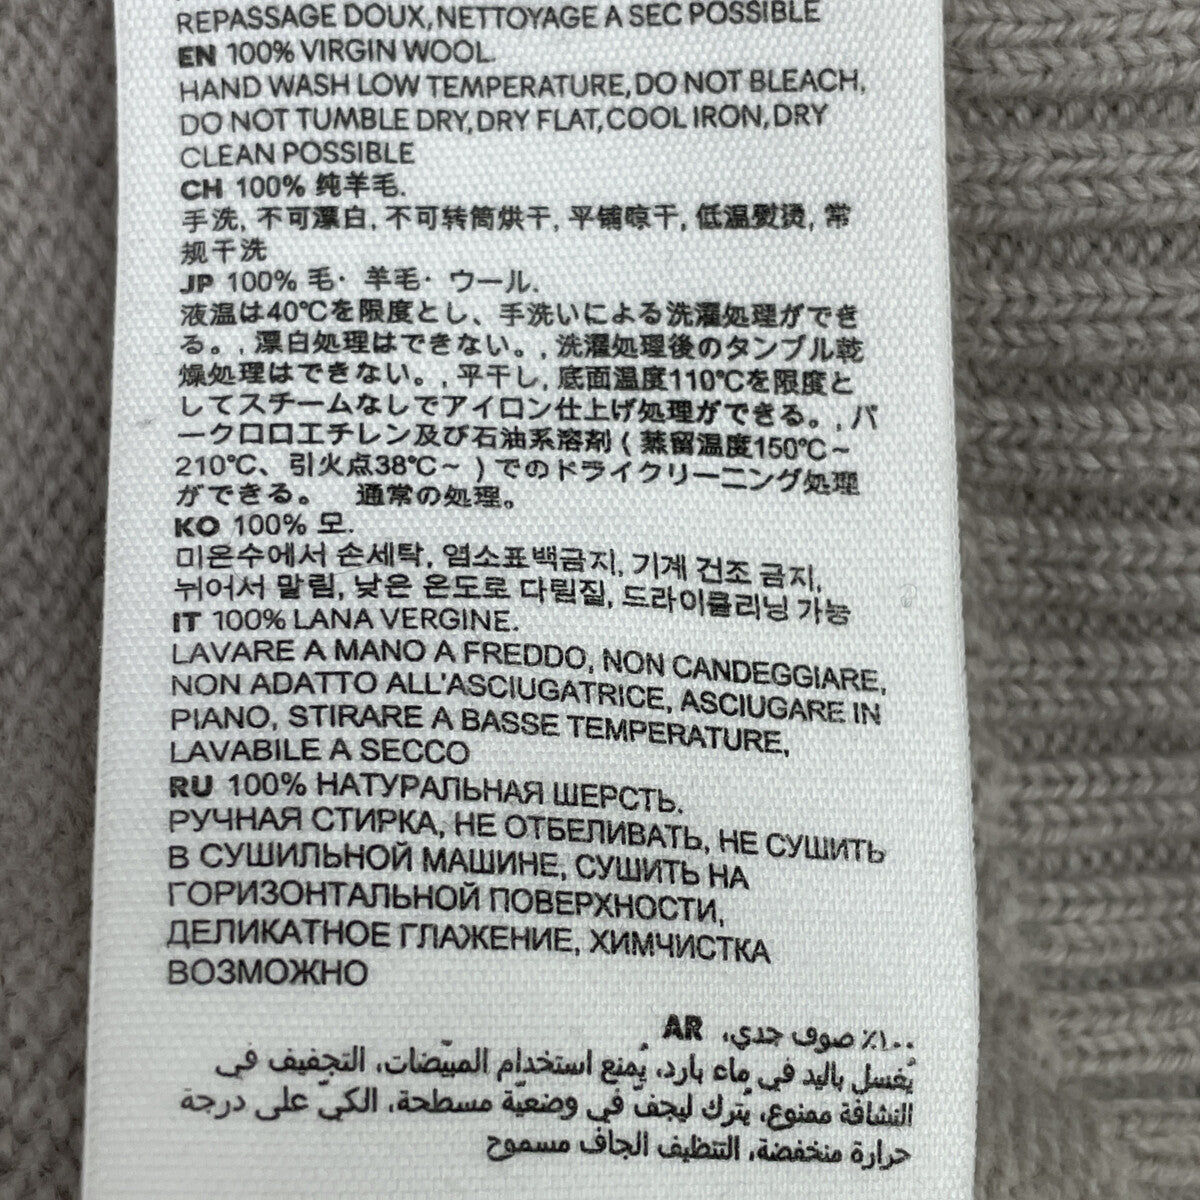 REPASSAGE DOUX,NETTOYAGE A SEC POSSIBLE
EN 100% VIRGIN WOOL.
HAND WASH LOW TEMPERATURE,DO NOT BLEACH,
DO NOT TUMBLE DRY,DRY FLAT,COOL IRON,DRY
CLEAN POSSIBLE
CH 100% 纯羊毛.
手洗, 不可漂白, 不可转筒烘干, 平铺晾干, 低温熨烫, 常
规干洗
JP 100% 毛・羊毛・ウール.
液温は40℃を限度とし、手洗いによる洗濯処理ができ
る。, 漂白処理はできない。, 洗濯処理後のタンブル乾
燥処理はできない。, 平干し, 底面温度110℃を限度と
してスチームなしでアイロン仕上げ処理ができる。, パ
ークロロエチレン及び石油系溶剤 ( 蒸留温度150℃~
210℃、引火点38℃~ ) でのドライクリーニング処理
ができる。 通常の処理。
KO 100% 모.
미온수에서 손세탁, 염소표백금지, 기계 건조 금지,
뉘어서 말림, 낮은 온도로 다림질, 드라이클리닝 가능
IT 100% LANA VERGINE.
LAVARE A MANO A FREDDO, NON CANDEGGIARE,
NON ADATTO ALL'ASCIUGATRICE, ASCIUGARE IN
PIANO, STIRARE A BASSE TEMPERATURE,
LAVABILE A SECCO
RU 100% НАТУРАЛЬНАЯ ШЕРСТЬ.
РУЧНАЯ СТИРКА, НЕ ОТБЕЛИВАТЬ, НЕ СУШИТЬ
В СУШИЛЬНОЙ МАШИНЕ, СУШИТЬ НА
ГОРИЗОНТАЛЬНОЙ ПОВЕРХНОСТИ,
ДЕЛИКАТНОЕ ГЛАЖЕНИЕ, ХИМЧИСТКА
ВОЗМОЖНО
١٠٠٪ صوف جدي، AR
يُغسل باليد في ماء بارد، يُمنع استخدام المبيّضات، التجفيف في
النشافة ممنوع، يُترك ليجفّ في وضعيّة مسطحة، الكيّ على درجة
حرارة منخفضة، التنظيف الجاف مسموح